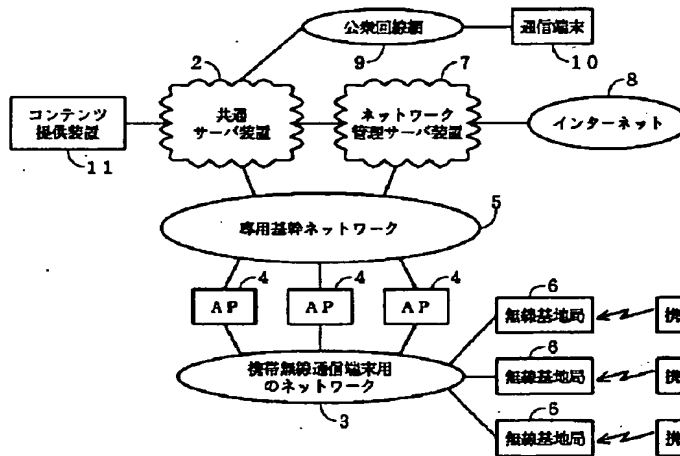 公衆回線網
9
通信端末
10
2
7
8
コンテンツ
提供装置
11
共通
サーバ装置
ネットワーク
管理サーバ装置
インターネット
専用基幹ネットワーク
5
AP
4
AP
4
AP
4
携帯無線通信端末用
のネットワーク
3
6
無線基地局
携
6
無線基地局
携
6
無線基地局
携